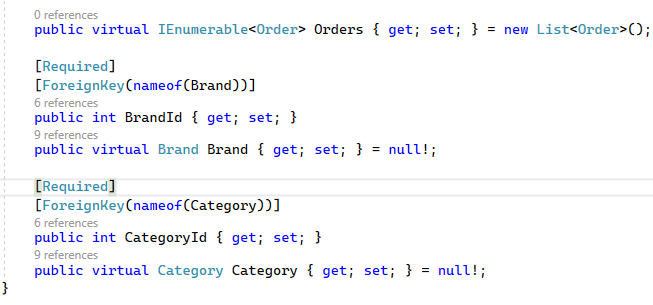 0 references
public virtual IEnumerable<Order> Orders { get; set; } = new List<Order>();
[Required]
[ForeignKey(nameof(Brand))]
6 references
public int BrandId { get; set; }
9 references
public virtual Brand Brand { get; set; } = null!;
[Required]
[ForeignKey(nameof(Category))]
6 references
public int CategoryId { get; set; }
9 references
public virtual Category Category { get; set; } = null!;
}